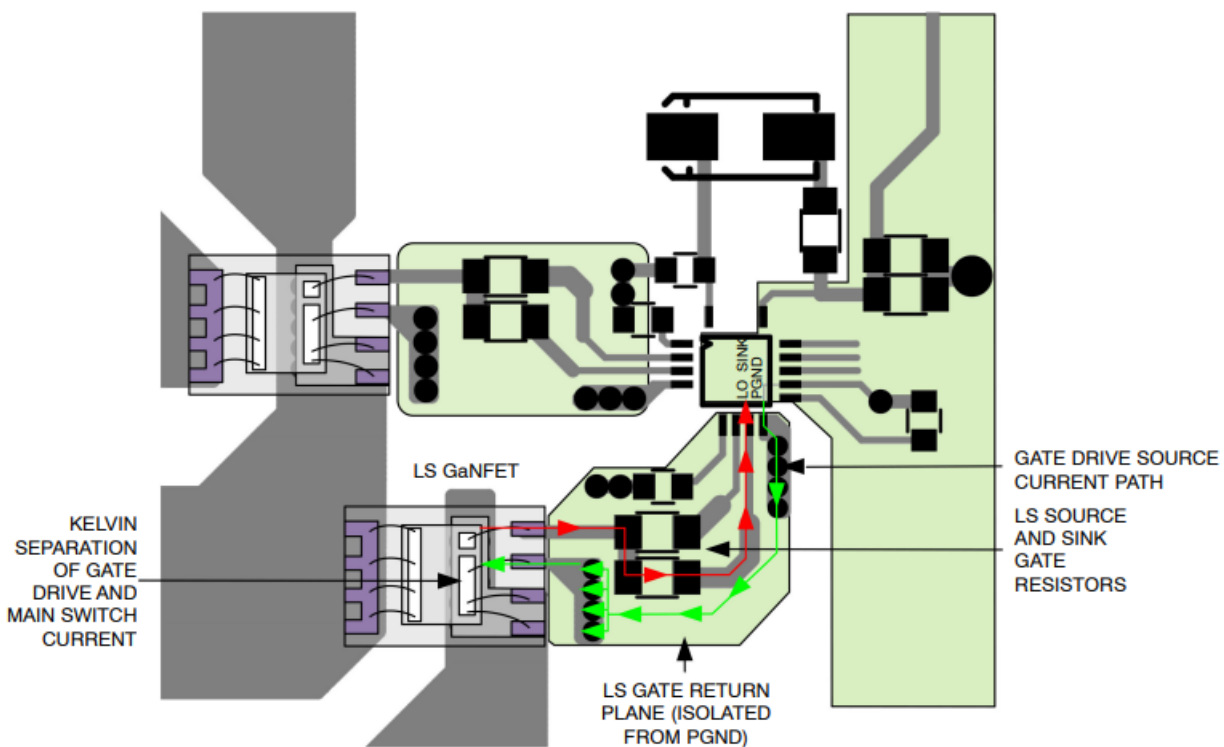 LO SINK
PGND
LS GaNFET
KELVIN
SEPARATION
OF GATE
DRIVE AND
MAIN SWITCH
CURRENT
GATE DRIVE SOURCE
CURRENT PATH
LS SOURCE
AND SINK
GATE
RESISTORS
LS GATE RETURN
PLANE (ISOLATED
FROM PGND)